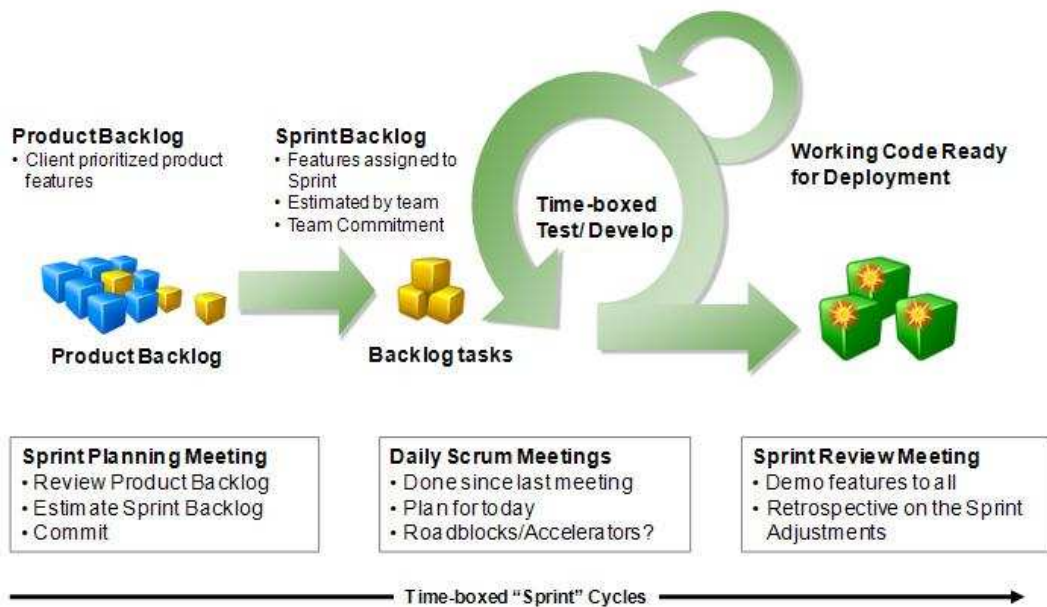 Product Backlog
• Client prioritized product
features
Sprint Backlog
• Features assigned to
Sprint
• Estimated by team
• Team Commitment
Time-boxed
Test/ Develop
Working Code Ready
for Deployment
Product Backlog
Backlog tasks
Sprint Planning Meeting
• Review Product Backlog
• Estimate Sprint Backlog
• Commit
Daily Scrum Meetings
• Done since last meeting
• Plan for today
• Roadblocks/Accelerators?
Sprint Review Meeting
• Demo features to all
• Retrospective on the Sprint
Adjustments
Time-boxed “Sprint” Cycles